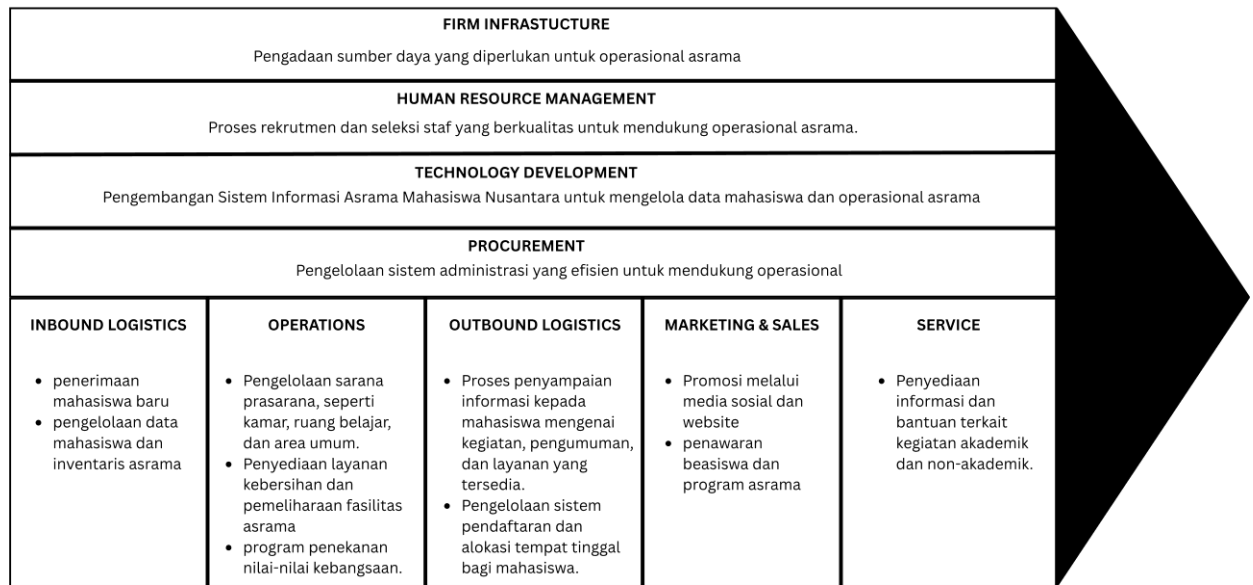 FIRM INFRASTUCTURE
Pengadaan sumber daya yang diperlukan untuk operasional asrama
HUMAN RESOURCE MANAGEMENT
Proses rekrutmen dan seleksi staf yang berkualitas untuk mendukung operasional asrama.
TECHNOLOGY DEVELOPMENT
Pengembangan Sistem Informasi Asrama Mahasiswa Nusantara untuk mengelola data mahasiswa dan operasional asrama
PROCUREMENT
Pengelolaan sistem administrasi yang efisien untuk mendukung operasional
INBOUND LOGISTICS
• penerimaan
mahasiswa baru
• pengelolaan data
mahasiswa dan
inventaris asrama
OPERATIONS
• Pengelolaan sarana
prasarana, seperti
kamar, ruang belajar,
dan area umum.
• Penyediaan layanan
kebersihan dan
pemeliharaan fasilitas
asrama
• program penekanan
nilai-nilai kebangsaan.
OUTBOUND LOGISTICS
• Proses penyampaian
informasi kepada
mahasiswa mengenai
kegiatan, pengumuman,
dan layanan yang
tersedia.
• Pengelolaan sistem
pendaftaran dan
alokasi tempat tinggal
bagi mahasiswa.
MARKETING & SALES
• Promosi melalui
media sosial dan
website
• penawaran
beasiswa dan
program asrama
SERVICE
• Penyediaan
informasi dan
bantuan terkait
kegiatan akademik
dan non-akademik.